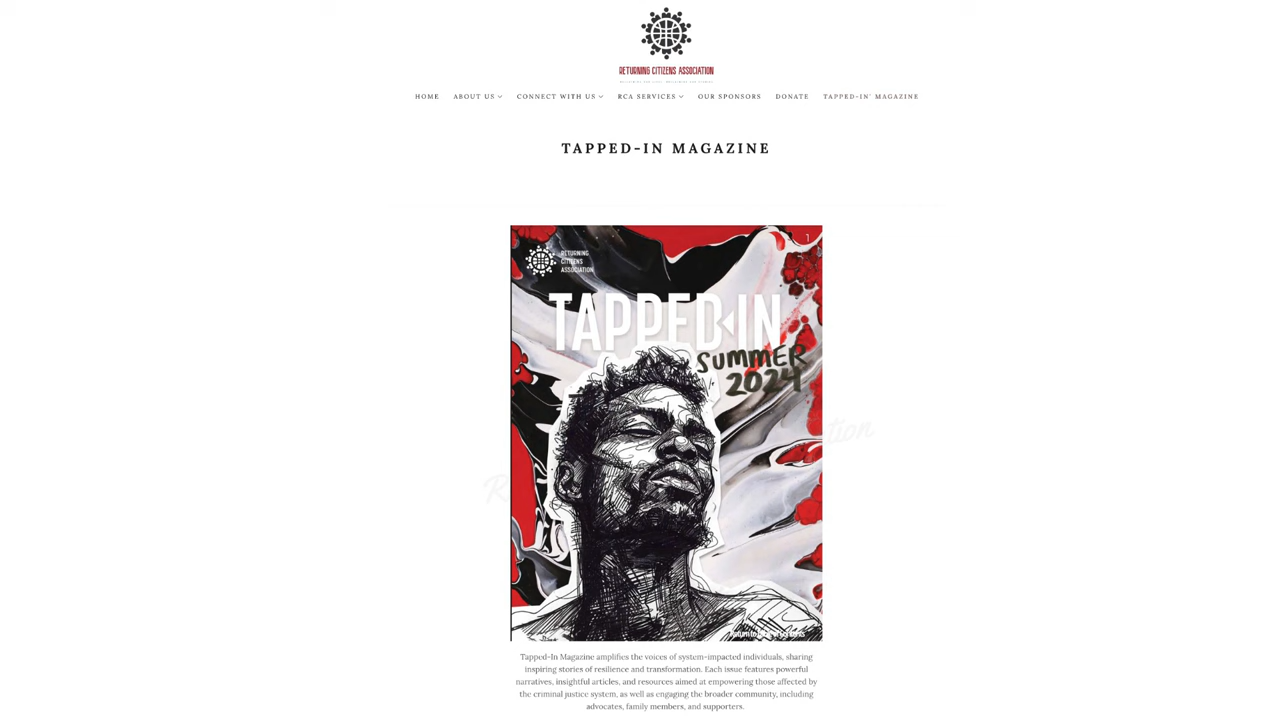 RETURNING CITIZENS ASSOCIATION
HOME ABOUT US CONNECT WITH US RCA SERVICES OUR SPONSORS DONATE TAPPED-IN' MAGAZINE
TAPPED-IN MAGAZINE
1
RETURNING
CITIZENS
ASSOCIATION
TAPPED IN
SUMMER
2024
tion
R
Tapped-In Magazine amplifies the voices of system-impacted individuals, sharing
inspiring stories of resilience and transformation. Each issue features powerful
narratives, insightful articles, and resources aimed at empowering those affected by
the criminal justice system, as well as engaging the broader community, including
advocates, family members, and supporters.